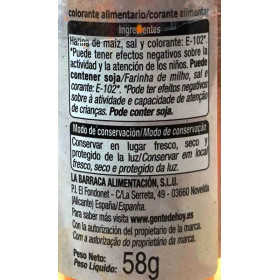 colorante alimentario/corante alimentar
Ingredientes
Harina de maíz, sal y colorante: E-102*.
*Puede tener efectos negativos sobre la
actividad y la atención de los niños. Puede
contener soja/Farinha de milho, sal e
corante: E-102*. *Pode ter efeitos negativos
sobre à atividade e capacidade de atenção
de crianças. Pode conter soja.
Modo de conservación/Modo de conservação
Conservar en lugar fresco, seco y
protegido de la luz/Conservar em local
fresco, seco e protegido da luz.
LA BARRACA ALIMENTACIÓN, S.L.U.
P.I. El Fondonet - C/La Serreta, 49 - 03660 Novelda
(Alicante) España/Espanha.
Para saber más visita www.gentedehoy.es
Con la autorización del propietario de la marca.
Com a autorização do proprietário da marca.
Peso Neto:
Peso Líquido: 58g